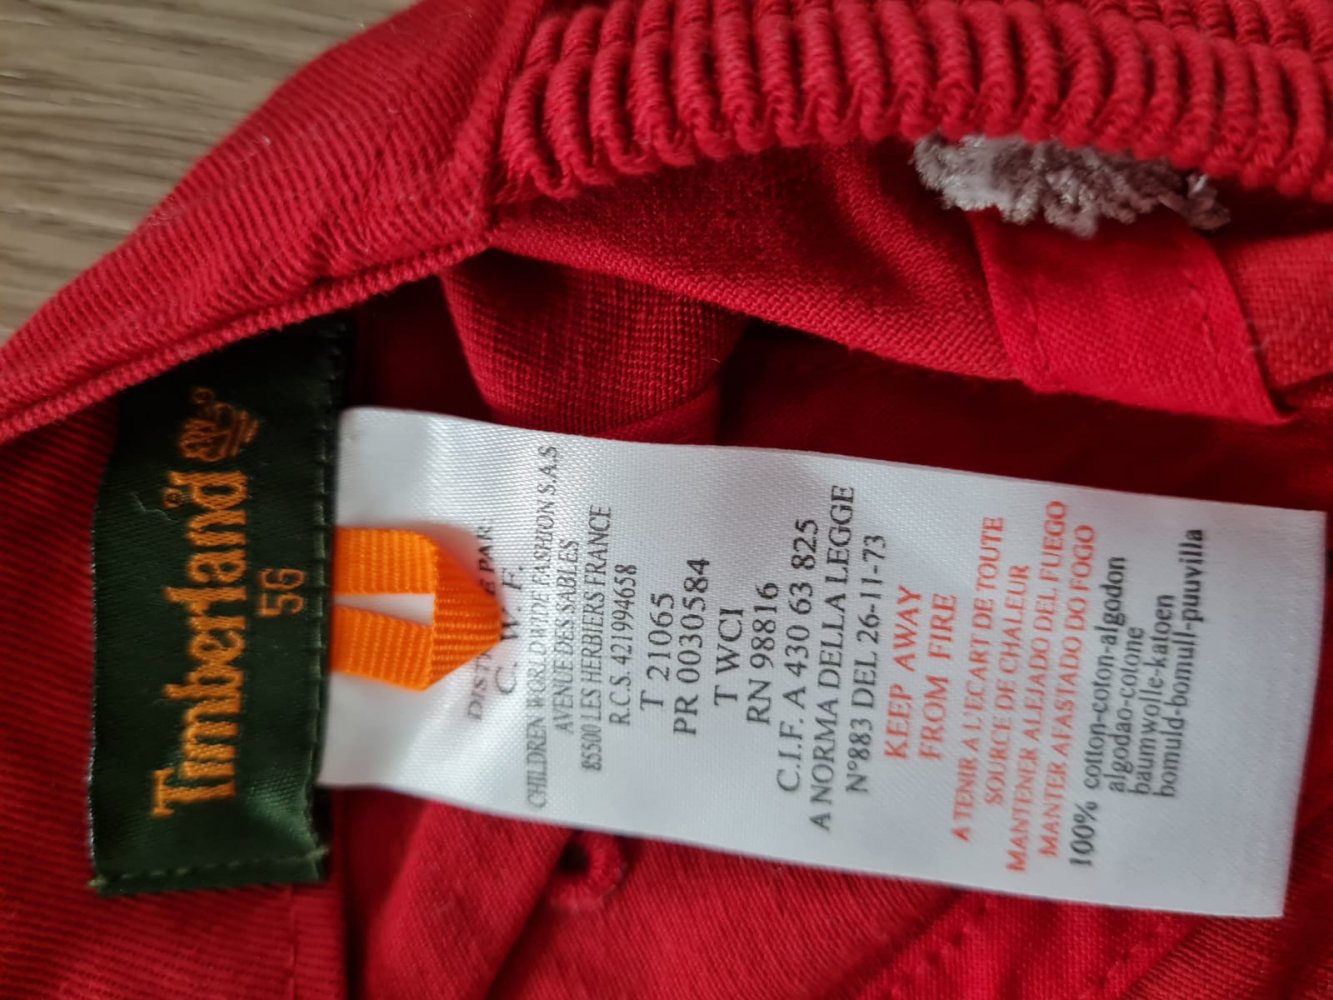 Timberland
®
56
C. W. F.
CHILDREN WORLDWIDE FASHION S.A.S
AVENUE DES SABLES
85500 LES HERBIERS FRANCE
R.C.S. 421994658
T 21065
PR 0030584
T WCI
RN 98816
C.I.F. A 430 63 825
A NORMA DELLA LEGGE
N°883 DEL 26-11-73
KEEP AWAY
FROM FIRE
A TENIR A L'ECART DE TOUTE
SOURCE DE CHALEUR
MANTENER ALEJADO DEL FUEGO
MANTER AFASTADO DO FOGO
100% cotton-coton-algodon
algodao-cotone
baumwolle-katoen
bomuld-bomull-puuvilla